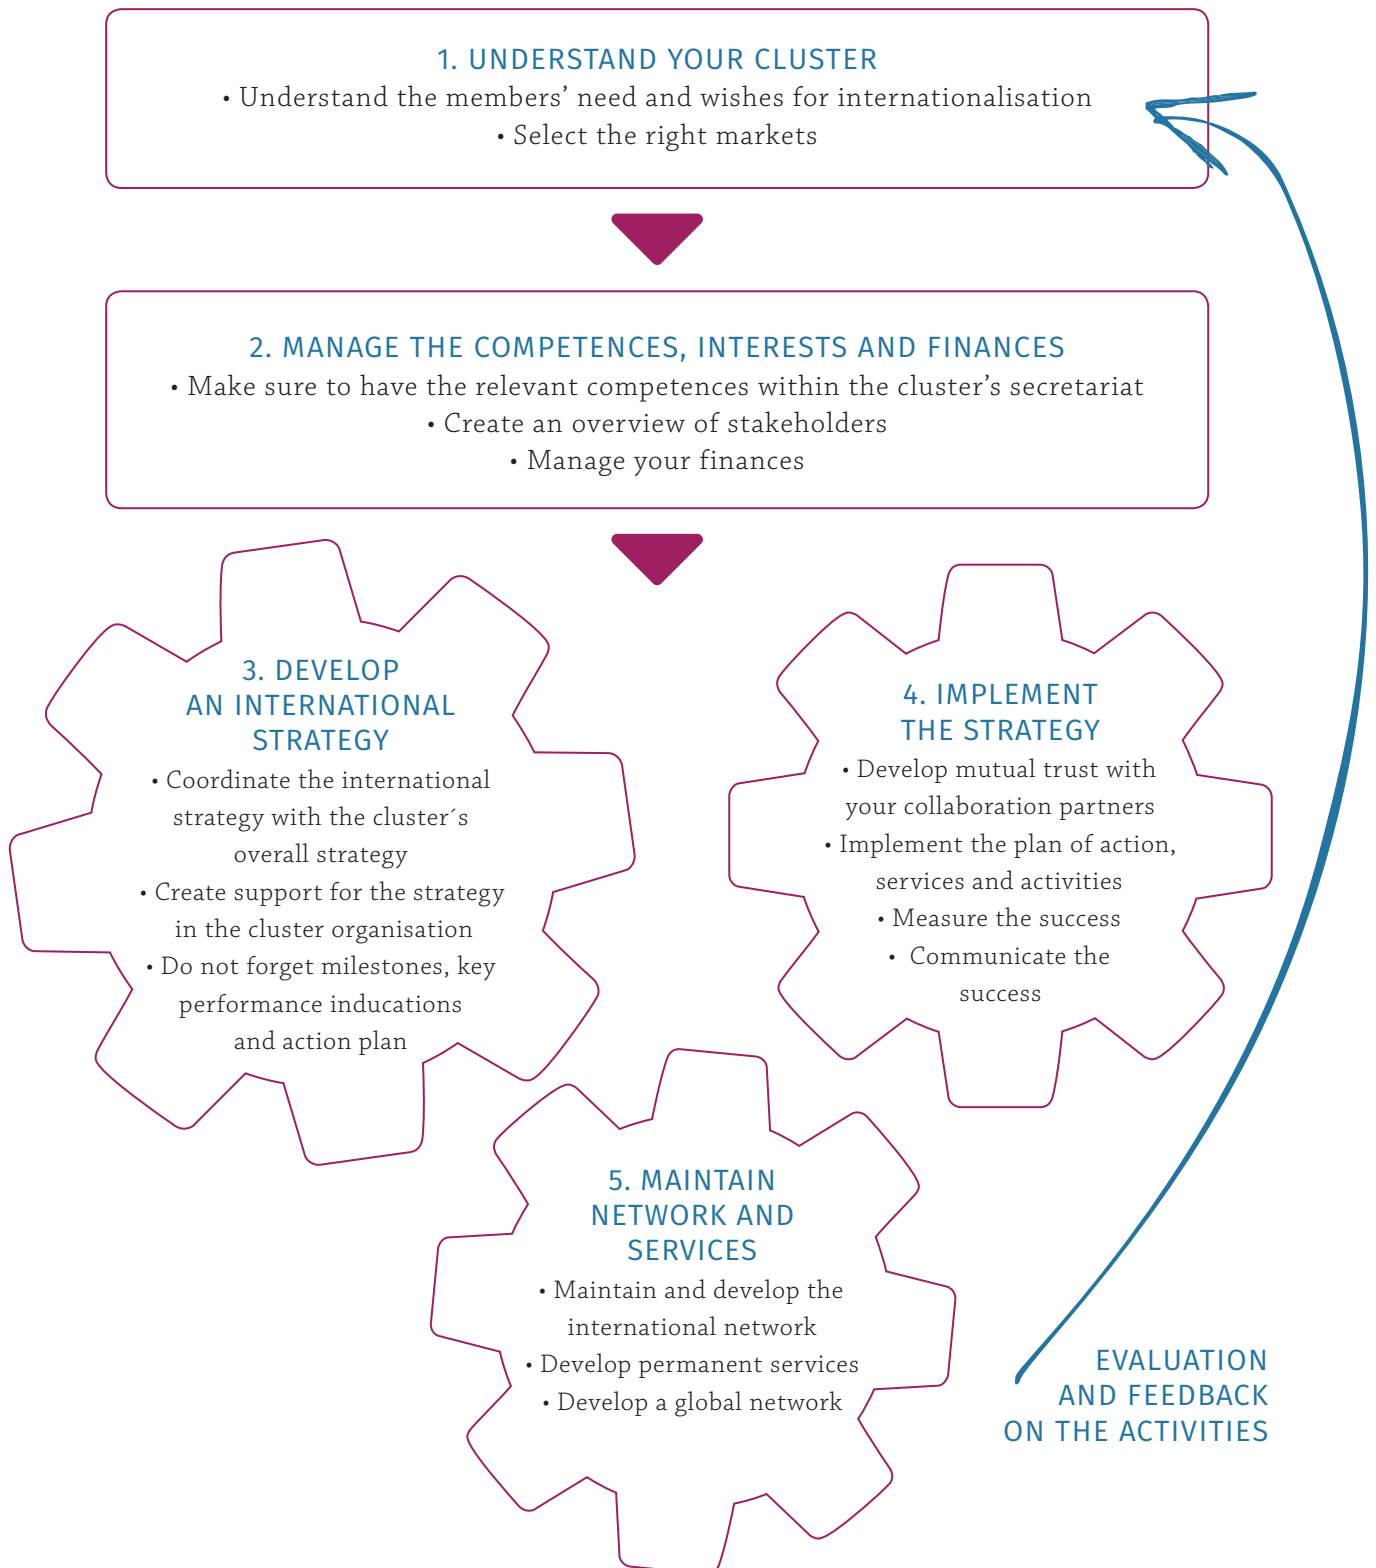 1. UNDERSTAND YOUR CLUSTER
• Understand the members’ need and wishes for internationalisation
• Select the right markets
2. MANAGE THE COMPETENCES, INTERESTS AND FINANCES
• Make sure to have the relevant competences within the cluster’s secretariat
• Create an overview of stakeholders
• Manage your finances
3. DEVELOP
AN INTERNATIONAL
STRATEGY
• Coordinate the international
strategy with the cluster´s
overall strategy
• Create support for the strategy
in the cluster organisation
• Do not forget milestones, key
performance inducations
and action plan
4. IMPLEMENT
THE STRATEGY
• Develop mutual trust with
your collaboration partners
• Implement the plan of action,
services and activities
• Measure the success
• Communicate the
success
5. MAINTAIN
NETWORK AND
SERVICES
• Maintain and develop the
international network
• Develop permanent services
• Develop a global network
EVALUATION
AND FEEDBACK
ON THE ACTIVITIES